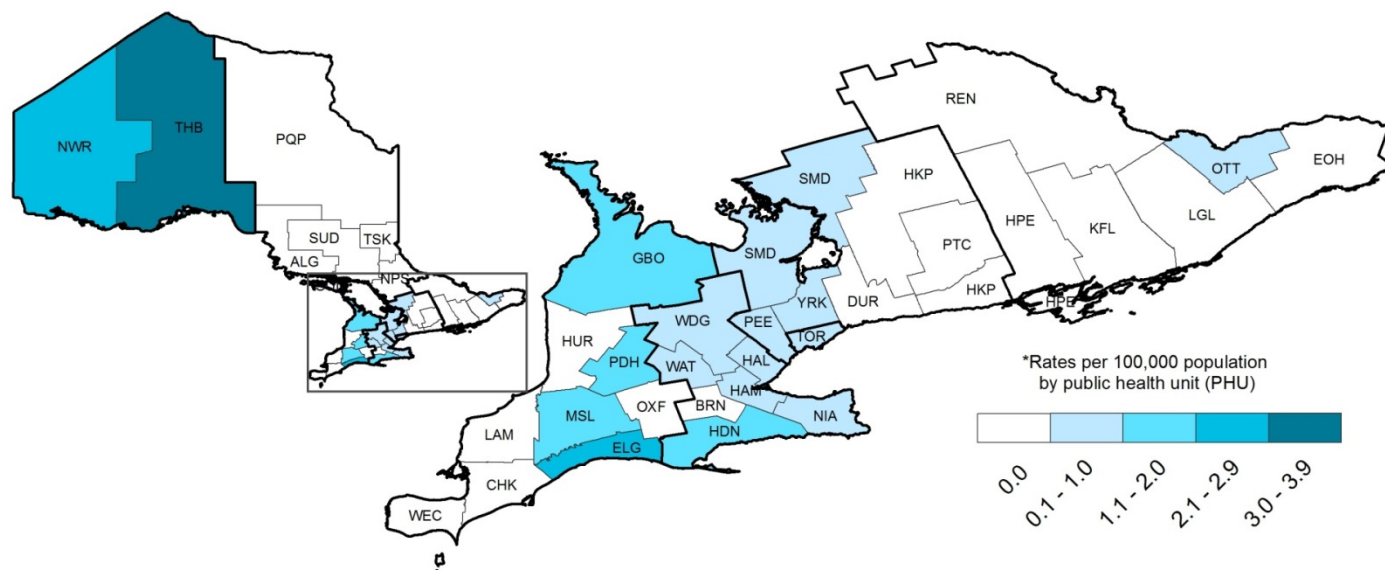 NWR
THB
PQP
SUD
TSK
ALG
NPS
REN
SMD
HKP
OTT
EOH
HPE
KFL
LGL
GBO
SMD
PTC
YRK
DUR
HKP
HPE
WDG
PEE
TOR
HUR
PDH
WAT
HAL
HAM
OXF
BRN
NIA
MSL
HDN
LAM
ELG
CHK
WEC
*Rates per 100,000 population
by public health unit (PHU)
0.0
0.1 - 1.0
1.1 - 2.0
2.1 - 2.9
3.0 - 3.9